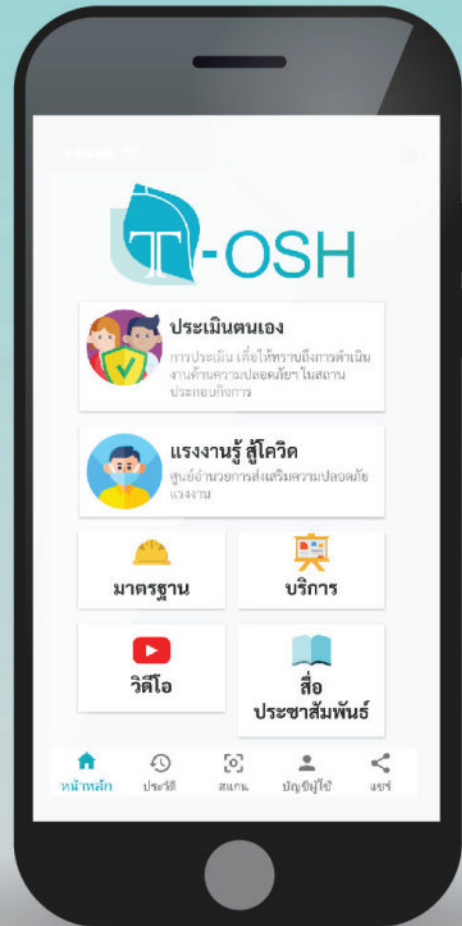 T-OSH
ประเมินตนเอง
การประเมิน เพื่อให้ทราบถึงการดำเนิน
งานด้านความปลอดภัยฯ ในสถาน
ประกอบกิจการ
แรงงานรู้ สู้โควิด
ศูนย์อำนวยการส่งเสริมความปลอดภัย
แรงงาน
มาตรฐาน
บริการ
วิดีโอ
สื่อ
ประชาสัมพันธ์
หน้าหลัก
ประวัติ
สแกน
บัญชีผู้ใช้
แชร์